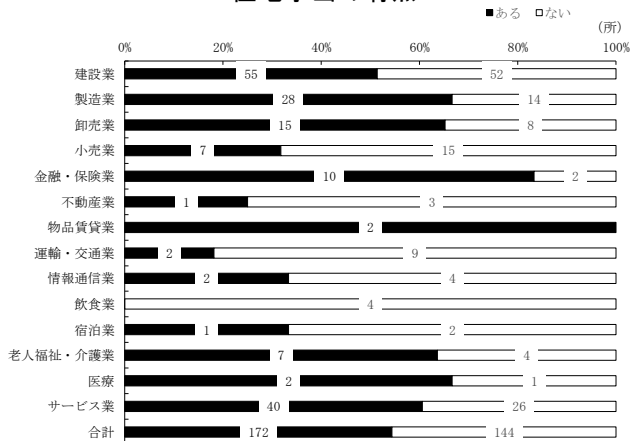 ■ある □ない
(所)
0% 20% 40% 60% 80% 100%
建設業 55 52
製造業 28 14
卸売業 15 8
小売業 7 15
金融・保険業 10 2
不動産業 1 3
物品賃貸業 2
運輸・交通業 2 9
情報通信業 2 4
飲食業 4
宿泊業 1 2
老人福祉・介護業 7 4
医療 2 1
サービス業 40 26
合計 172 144